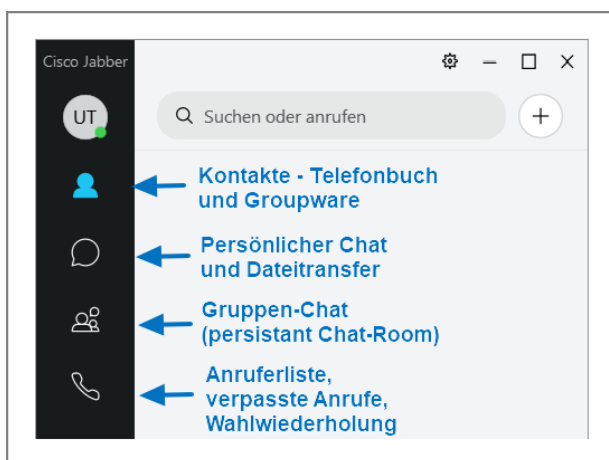 Cisco Jabber
UT
Suchen oder anrufen
Kontakte - Telefonbuch
und Groupware
Persönlicher Chat
und Dateitransfer
Gruppen-Chat
(persistant Chat-Room)
Anruferliste,
verpasste Anrufe,
Wahlwiederholung